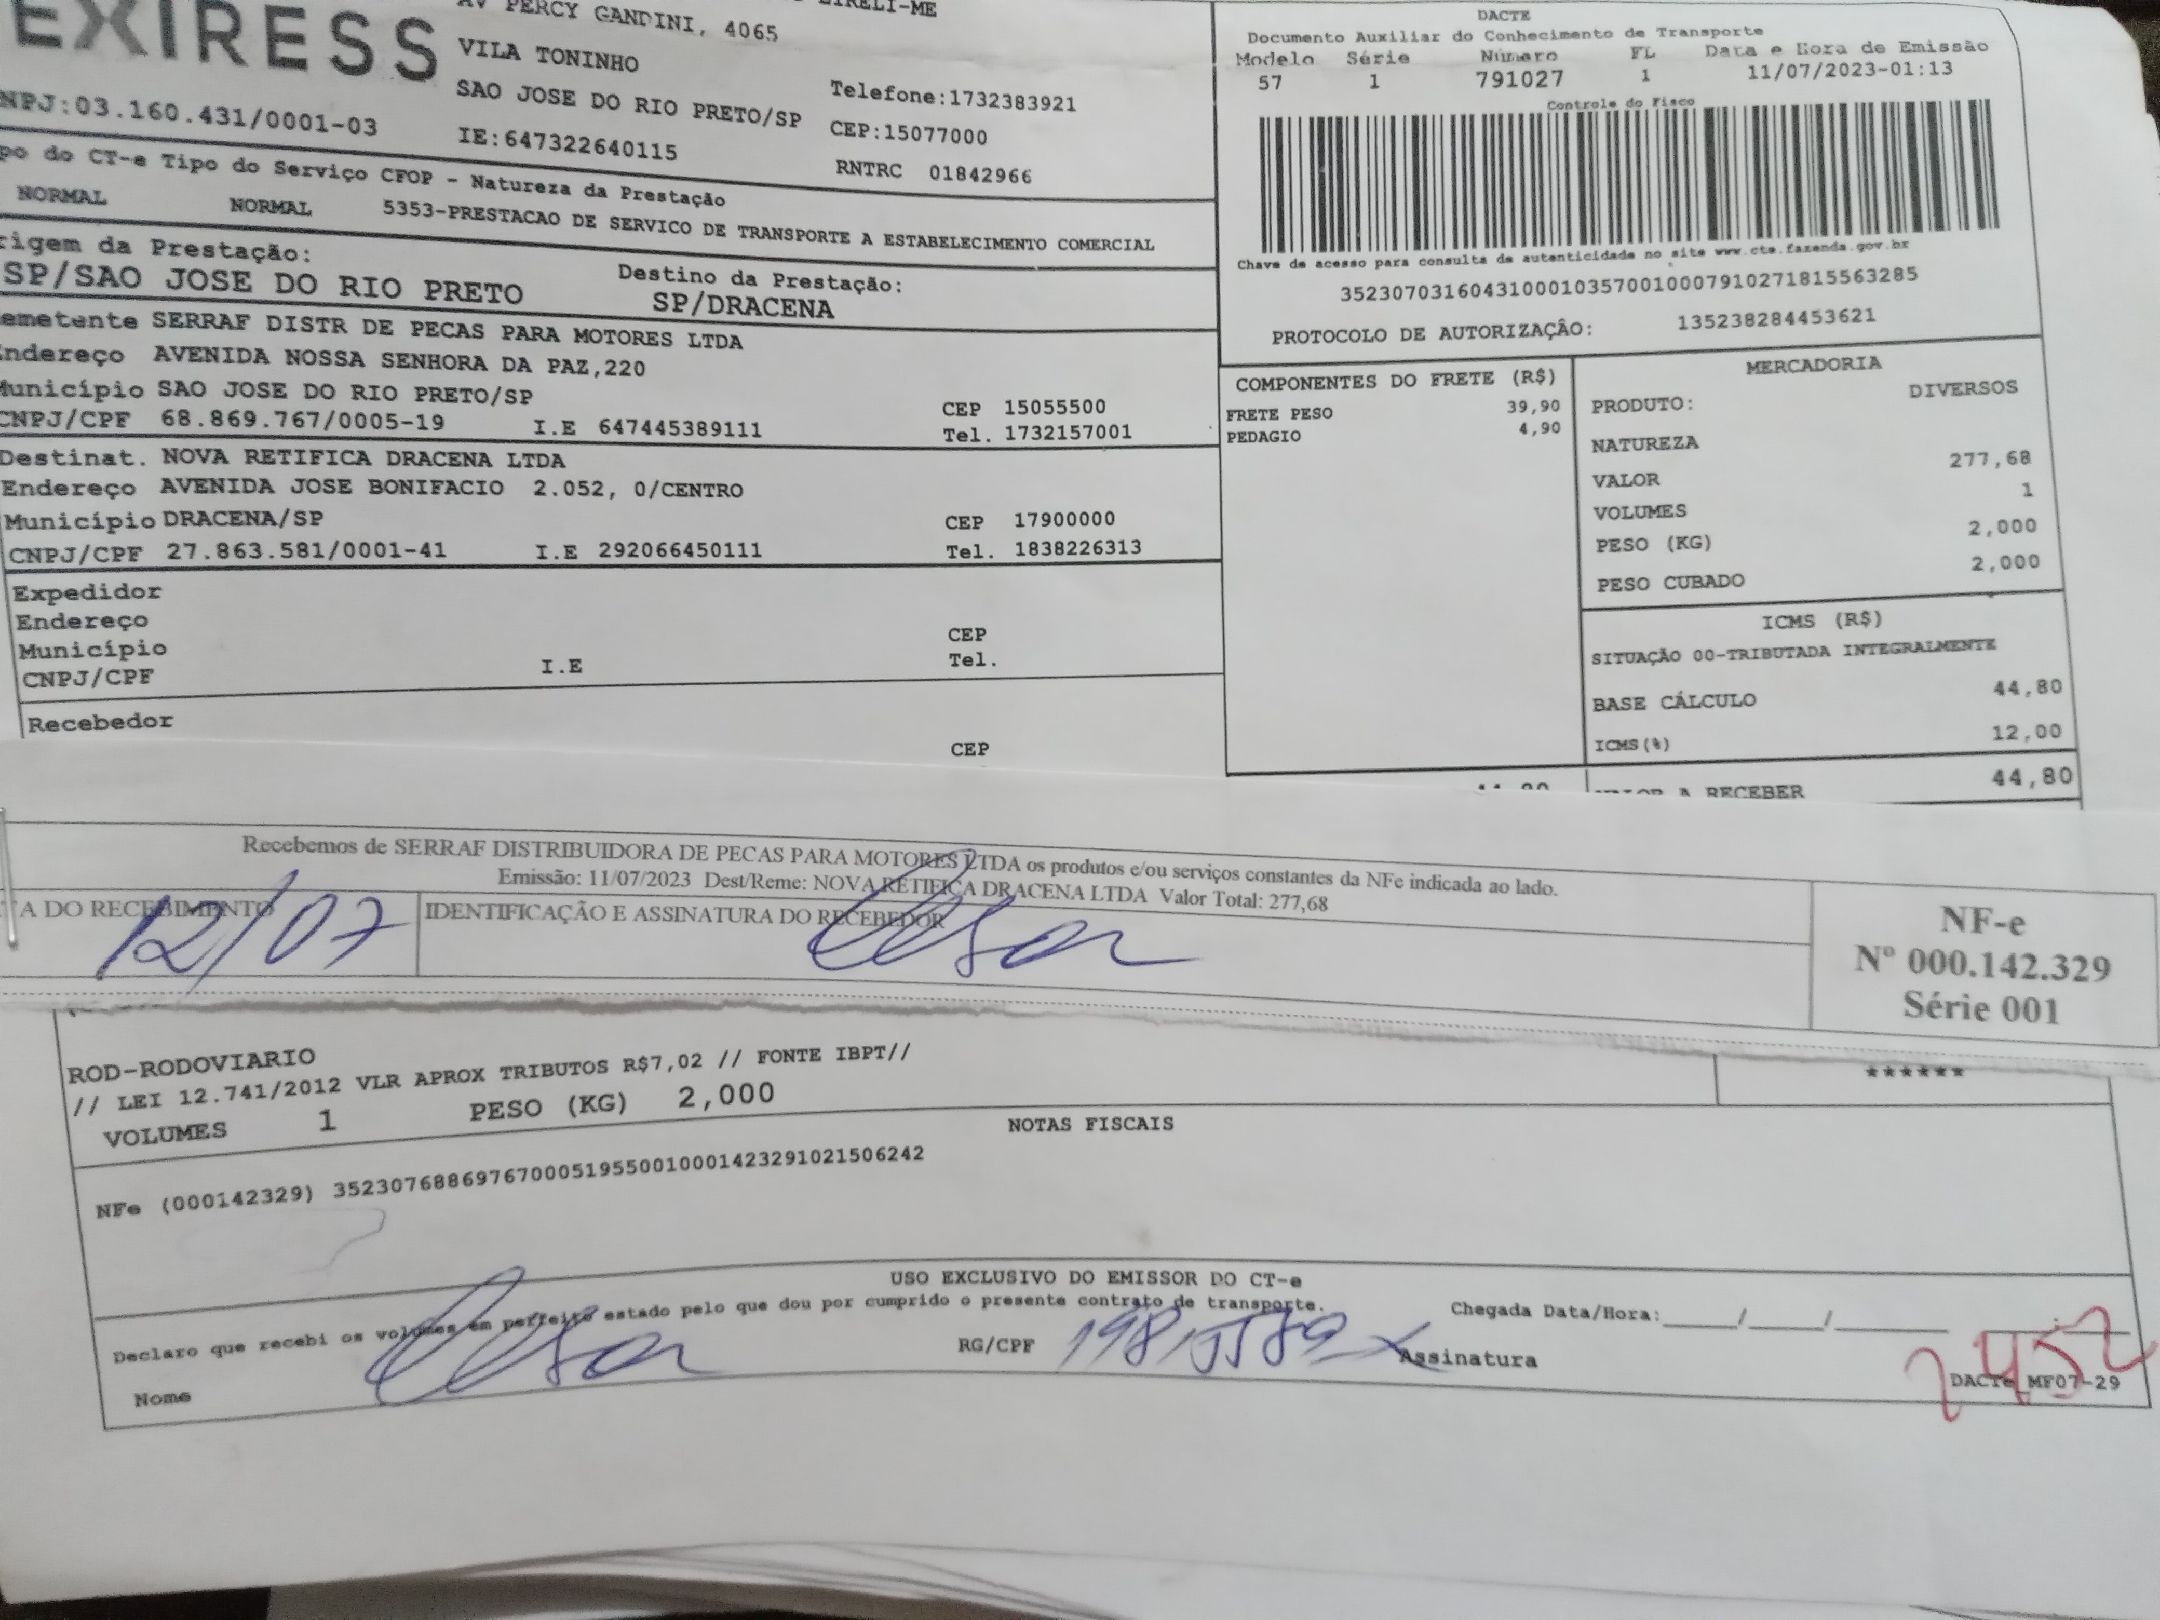 EXIRESS
EIRELI-ME
AV PERCY GANDINI, 4065
VILA TONINHO
SAO JOSE DO RIO PRETO/SP
Telefone:1732383921
NPJ:03.160.431/0001-03
IE:647322640115
CEP:15077000
RNTRC 01842966
po do CT-e Tipo do Serviço CFOP - Natureza da Prestação
NORMAL NORMAL 5353-PRESTACAO DE SERVICO DE TRANSPORTE A ESTABELECIMENTO COMERCIAL
rigem da Prestação:
SP/SAO JOSE DO RIO PRETO
Destino da Prestação:
SP/DRACENA
emetente SERRAF DISTR DE PECAS PARA MOTORES LTDA
Endereço AVENIDA NOSSA SENHORA DA PAZ,220
Município SAO JOSE DO RIO PRETO/SP CEP 15055500
CNPJ/CPF 68.869.767/0005-19 I.E 647445389111 Tel. 1732157001
Destinat. NOVA RETIFICA DRACENA LTDA
Endereço AVENIDA JOSE BONIFACIO 2.052, 0/CENTRO
Município DRACENA/SP CEP 17900000
CNPJ/CPF 27.863.581/0001-41 I.E 292066450111 Tel. 1838226313
Expedidor
Endereço
Município CEP
CNPJ/CPF I.E Tel.
Recebedor
CEP
DACTE
Documento Auxiliar do Conhecimento de Transporte
Modelo Série Número FL Data e Hora de Emissão
57 1 791027 1 11/07/2023-01:13
Controle do Fisco
Chave de acesso para consulta de autenticidade no site www.cte.fazenda.gov.br
35230703160431000103570010007910271815563285
PROTOCOLO DE AUTORIZAÇÃO: 135238284453621
COMPONENTES DO FRETE (R$)
FRETE PESO 39,90
PEDAGIO 4,90
MERCADORIA
PRODUTO: DIVERSOS
NATUREZA
VALOR 277,68
VOLUMES 1
PESO (KG) 2,000
PESO CUBADO 2,000
ICMS (R$)
SITUAÇÃO 00-TRIBUTADA INTEGRALMENTE
BASE CÁLCULO 44,80
ICMS(%) 12,00
VALOR A RECEBER 44,80
Recebemos de SERRAF DISTRIBUIDORA DE PECAS PARA MOTORES LTDA os produtos e/ou serviços constantes da NFe indicada ao lado.
Emissão: 11/07/2023 Dest/Reme: NOVA RETIFICA DRACENA LTDA Valor Total: 277,68
TA DO RECEBIMENTO
12/07
IDENTIFICAÇÃO E ASSINATURA DO RECEBEDOR
NF-e
Nº 000.142.329
Série 001
ROD-RODOVIARIO
// LEI 12.741/2012 VLR APROX TRIBUTOS R$7,02 // FONTE IBPT//
******
VOLUMES 1 PESO (KG) 2,000
NOTAS FISCAIS
NFe (000142329) 35230768869767000519550010001423291021506242
USO EXCLUSIVO DO EMISSOR DO CT-e
Declaro que recebi os volumes em perfeito estado pelo que dou por cumprido o presente contrato de transporte.
Chegada Data/Hora:_____/_____/_______ ___:___
Nome
RG/CPF
Assinatura
DACTe MF07-29